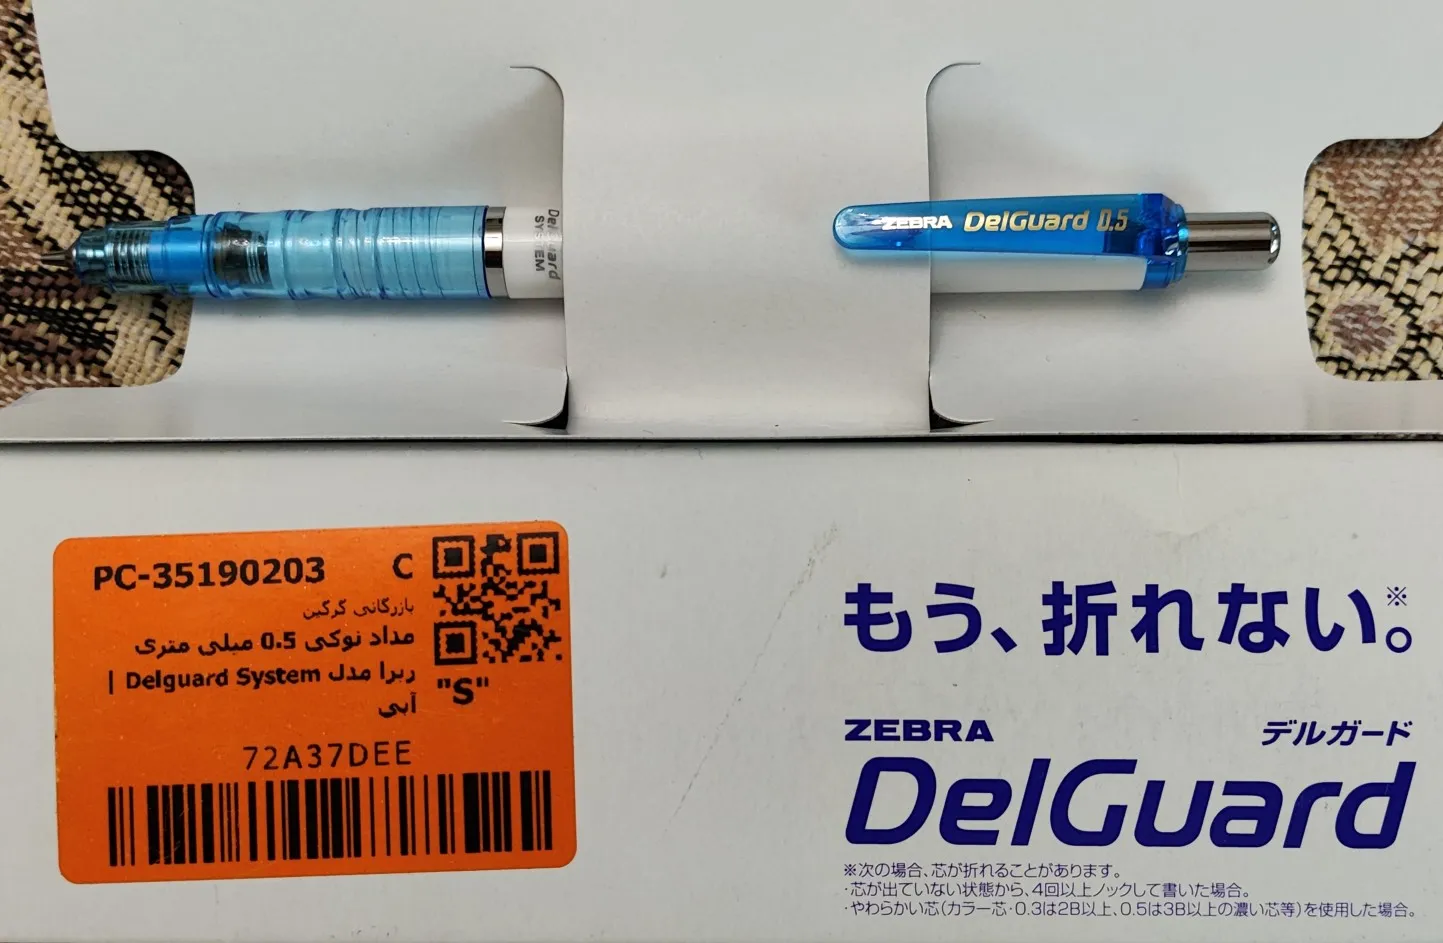 DelGuard
SYSTEM
ZEBRA DelGuard 0.5
PC-35190203 C
بازرگانی گرگین
مداد نوکی 0.5 میلی متری
زبرا مدل Delguard System |
آبی
"S"
72A37DEE
もう、折れない。※
ZEBRA デルガード
DelGuard
※次の場合、芯が折れることがあります。
・芯が出ていない状態から、4回以上ノックして書いた場合。
・やわらかい芯(カラー芯・0.3は2B以上、0.5は3B以上の濃い芯等)を使用した場合。